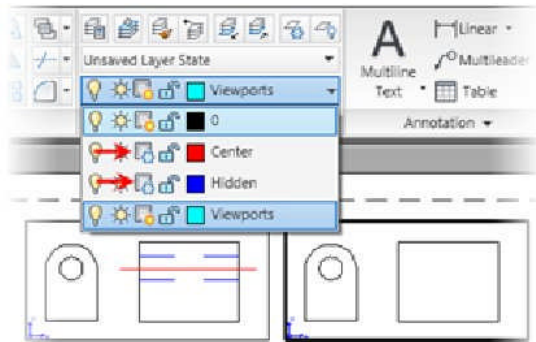 Linear
Unsaved Layer State
Multileader
A
Multiline
Text
Viewports
Table
0
Annotation
Center
Hidden
Viewports